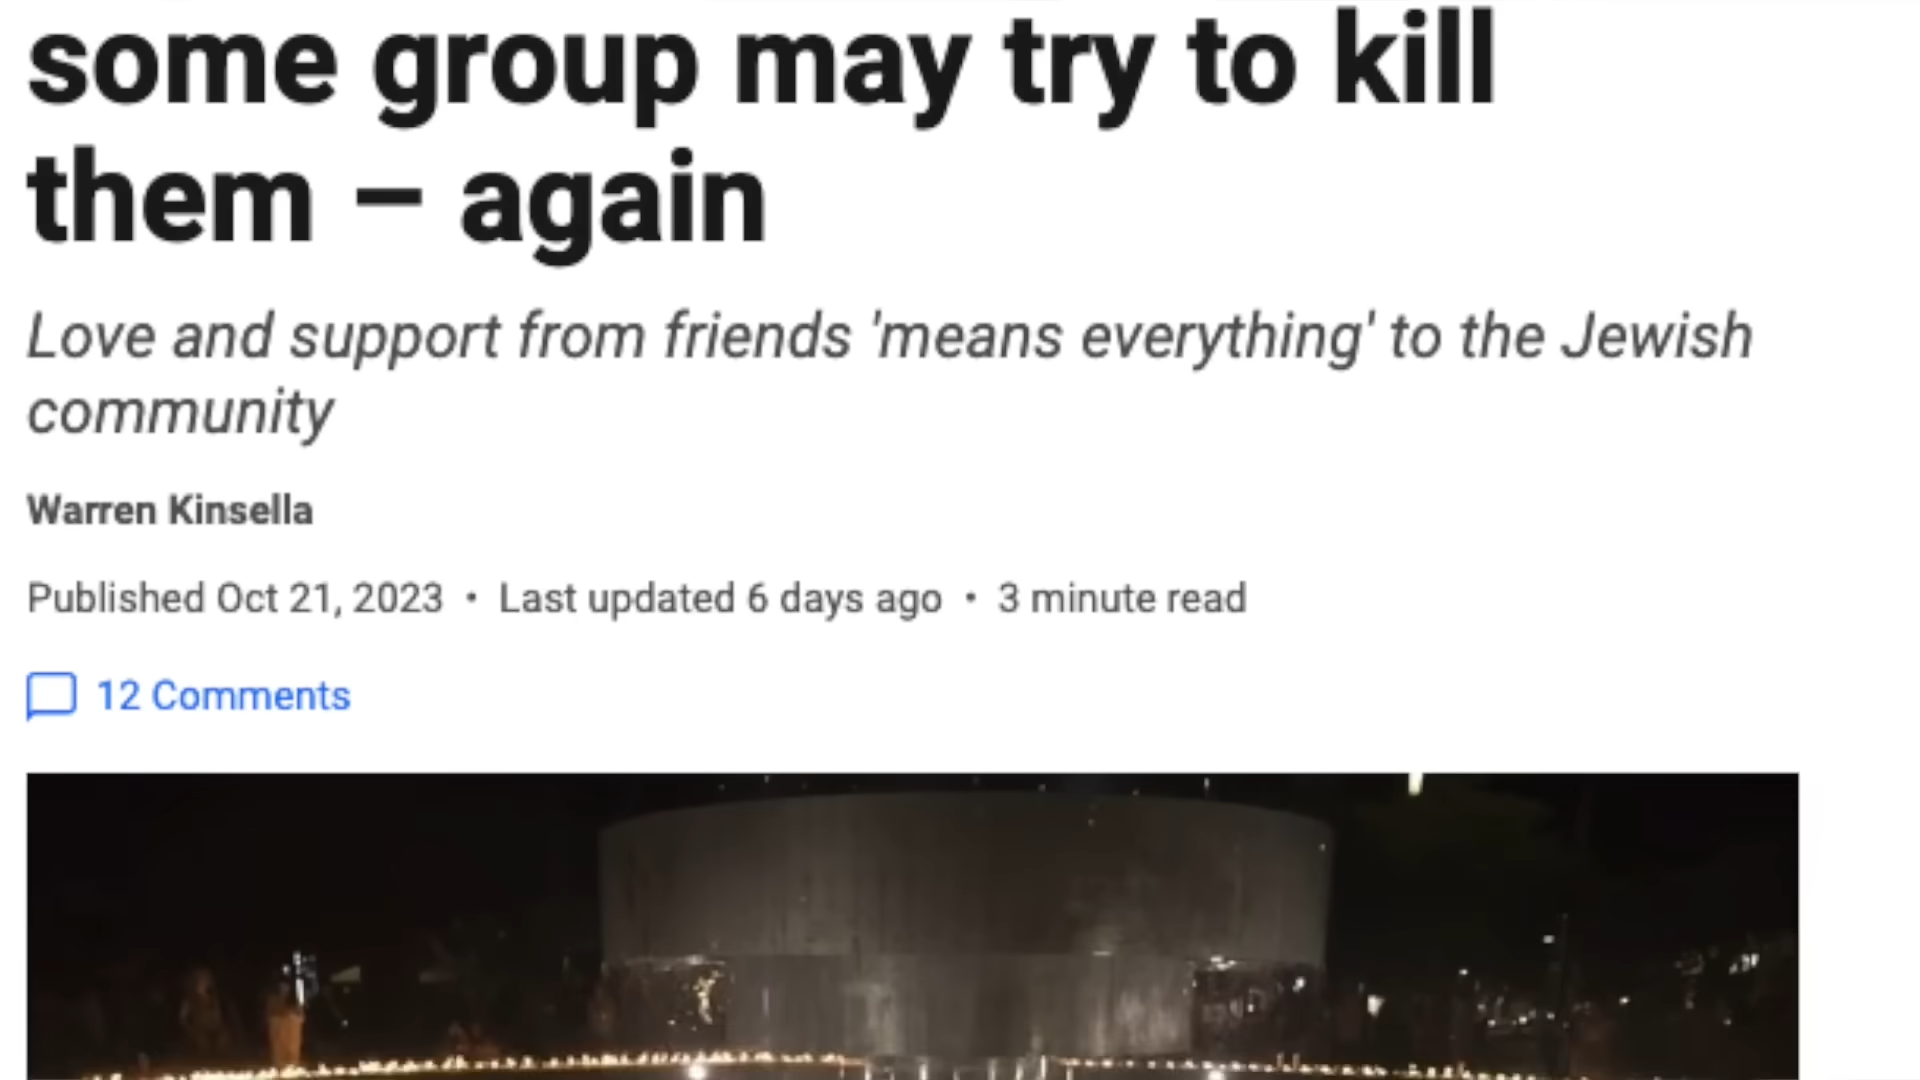 some group may try to kill
them – again
Love and support from friends 'means everything' to the Jewish
community
Warren Kinsella
Published Oct 21, 2023 • Last updated 6 days ago • 3 minute read
12 Comments